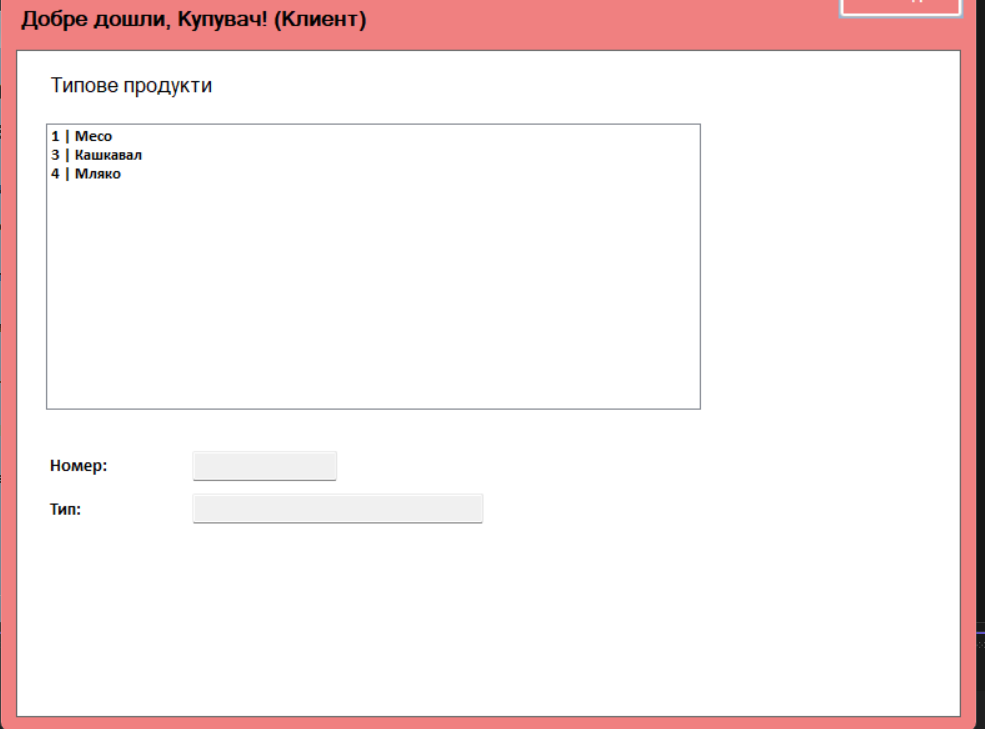 Добре дошли, Купувач! (Клиент)
Типове продукти
1 | Месо
3 | Кашкавал
4 | Мляко
Номер:
Тип: